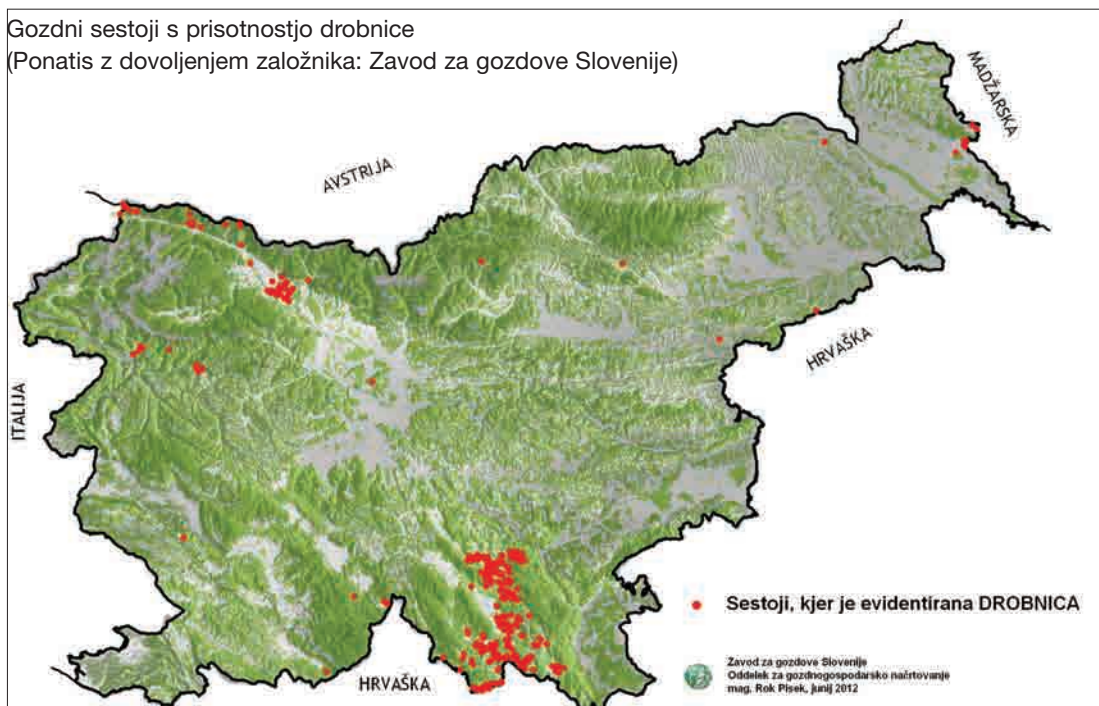 Gozdni sestoji s prisotnostjo drobnice
(Ponatis z dovoljenjem založnika: Zavod za gozdove Slovenije)
MADŽARSKA
AVSTRIJA
HRVAŠKA
ITALIJA
Sestoji, kjer je evidentirana DROBNICA
HRVAŠKA
Zavod za gozdove Slovenije
Oddelek za gozdnogospodarsko načrtovanje
mag. Rok Pisek, junij 2012